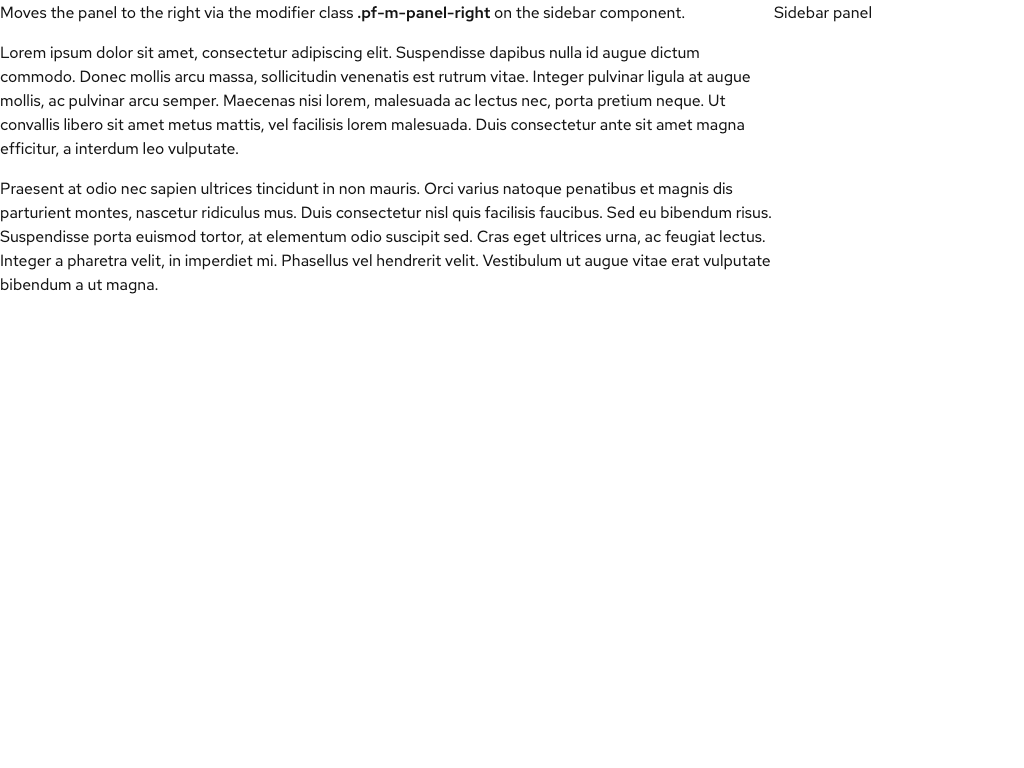 Moves the panel to the right via the modifier class .pf-m-panel-right on the sidebar component.
Lorem ipsum dolor sit amet, consectetur adipiscing elit. Suspendisse dapibus nulla id augue dictum
commodo. Donec mollis arcu massa, sollicitudin venenatis est rutrum vitae. Integer pulvinar ligula at augue
mollis, ac pulvinar arcu semper. Maecenas nisi lorem, malesuada ac lectus nec, porta pretium neque. Ut
convallis libero sit amet metus mattis, vel facilisis lorem malesuada. Duis consectetur ante sit amet magna
efficitur, a interdum leo vulputate.
Praesent at odio nec sapien ultrices tincidunt in non mauris. Orci varius natoque penatibus et magnis dis
parturient montes, nascetur ridiculus mus. Duis consectetur nisl quis facilisis faucibus. Sed eu bibendum risus.
Suspendisse porta euismod tortor, at elementum odio suscipit sed. Cras eget ultrices urna, ac feugiat lectus.
Integer a pharetra velit, in imperdiet mi. Phasellus vel hendrerit velit. Vestibulum ut augue vitae erat vulputate
bibendum a ut magna.
Sidebar panel